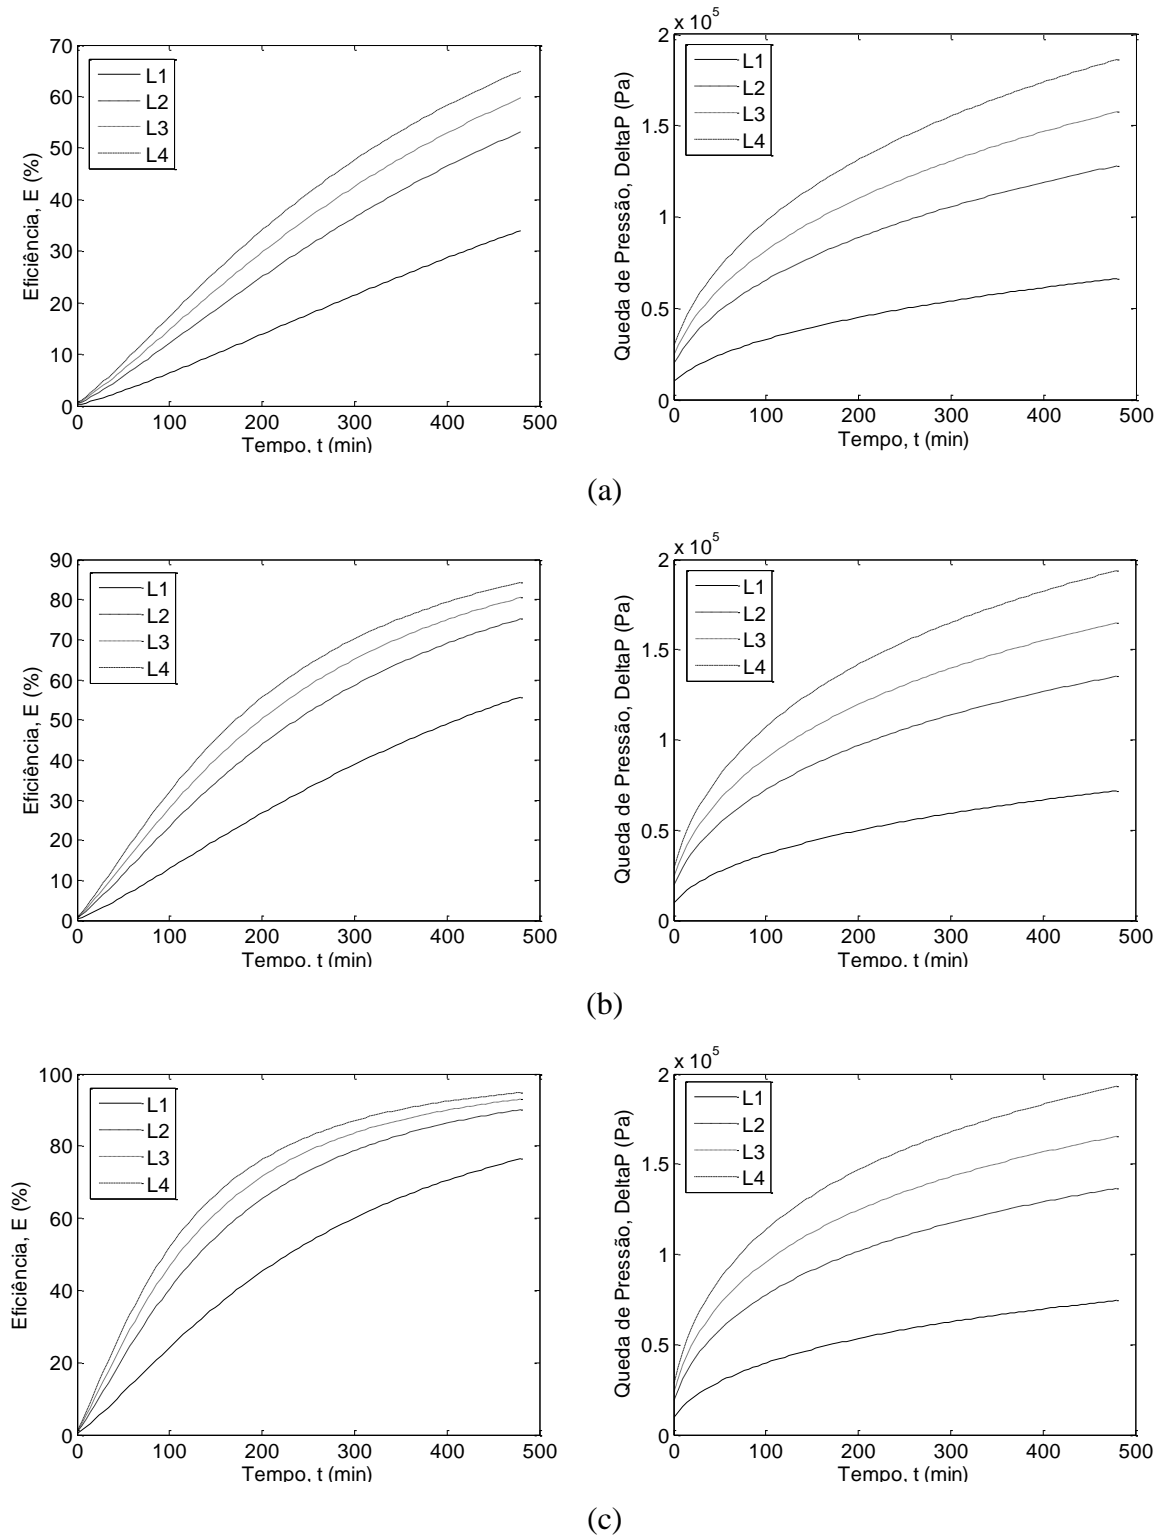 70
60
50
40
30
20
10
0
Eficiência, E (%)
L1
L2
L3
L4
0 100 200 300 400 500
Tempo, t (min)
x 10^5
2
1.5
1
0.5
0
Queda de Pressão, DeltaP (Pa)
L1
L2
L3
L4
0 100 200 300 400 500
Tempo, t (min)
(a)
90
80
70
60
50
40
30
20
10
0
Eficiência, E (%)
L1
L2
L3
L4
0 100 200 300 400 500
Tempo, t (min)
x 10^5
2
1.5
1
0.5
0
Queda de Pressão, DeltaP (Pa)
L1
L2
L3
L4
0 100 200 300 400 500
Tempo, t (min)
(b)
100
80
60
40
20
0
Eficiência, E (%)
L1
L2
L3
L4
0 100 200 300 400 500
Tempo, t (min)
x 10^5
2
1.5
1
0.5
0
Queda de Pressão, DeltaP (Pa)
L1
L2
L3
L4
0 100 200 300 400 500
Tempo, t (min)
(c)